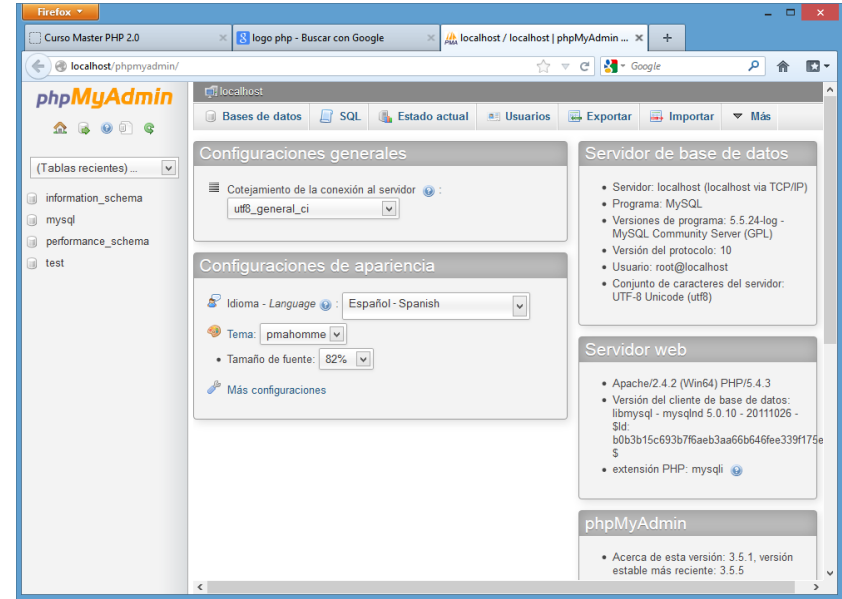 Firefox
Curso Master PHP 2.0
logo php - Buscar con Google
localhost / localhost | phpMyAdmin ...
localhost/phpmyadmin/
Google
phpMyAdmin
(Tablas recientes) ...
information_schema
mysql
performance_schema
test
localhost
Bases de datos
SQL
Estado actual
Usuarios
Exportar
Importar
Más
Configuraciones generales
Cotejamiento de la conexión al servidor :
utf8_general_ci
Configuraciones de apariencia
Idioma - Language : Español - Spanish
Tema: pmahomme
• Tamaño de fuente: 82%
Más configuraciones
Servidor de base de datos
• Servidor: localhost (localhost via TCP/IP)
• Programa: MySQL
• Versiones de programa: 5.5.24-log -
MySQL Community Server (GPL)
• Versión del protocolo: 10
• Usuario: root@localhost
• Conjunto de caracteres del servidor:
UTF-8 Unicode (utf8)
Servidor web
• Apache/2.4.2 (Win64) PHP/5.4.3
• Versión del cliente de base de datos:
libmysql - mysqlnd 5.0.10 - 20111026 -
$Id:
b0b3b15c693b7f6aeb3aa66b646fee339f175e
$
• extensión PHP: mysqli
phpMyAdmin
• Acerca de esta versión: 3.5.1, versión
estable más reciente: 3.5.5